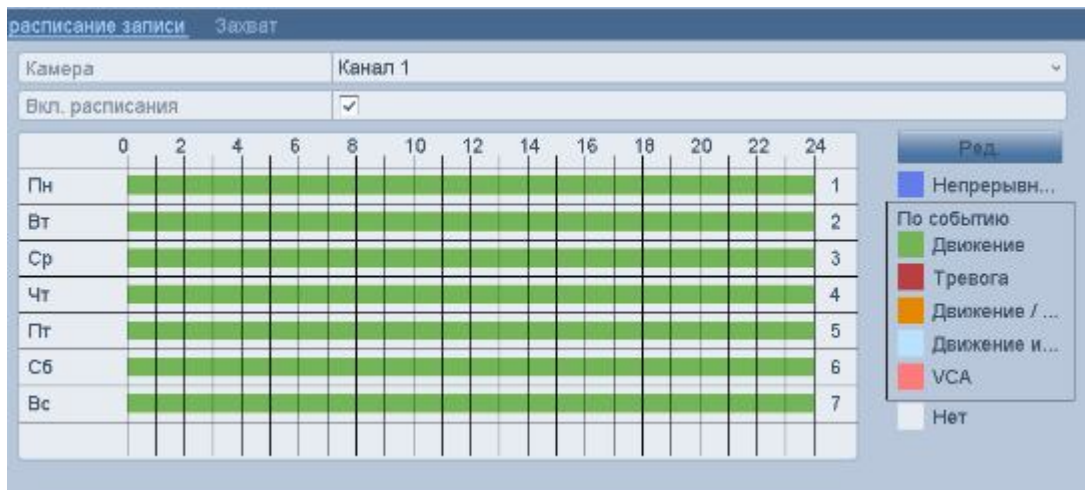 расписание записи Захват
Камера Канал 1
Вкл. расписания
0 2 4 6 8 10 12 14 16 18 20 22 24
Пн 1
Вт 2
Ср 3
Чт 4
Пт 5
Сб 6
Вс 7
Ред.
Непрерывн...
По событию
Движение
Тревога
Движение / ...
Движение и...
VCA
Нет